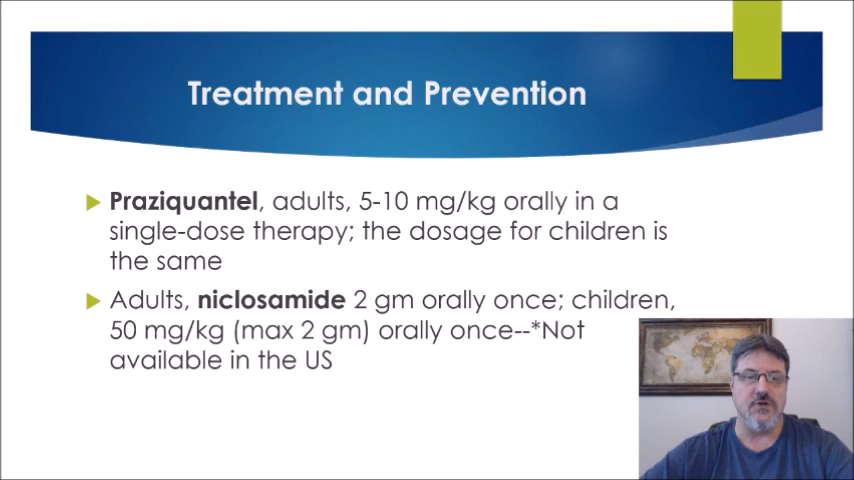 Treatment and Prevention
Praziquantel, adults, 5-10 mg/kg orally in a
single-dose therapy; the dosage for children is
the same
Adults, niclosamide 2 gm orally once; children,
50 mg/kg (max 2 gm) orally once--*Not
available in the US